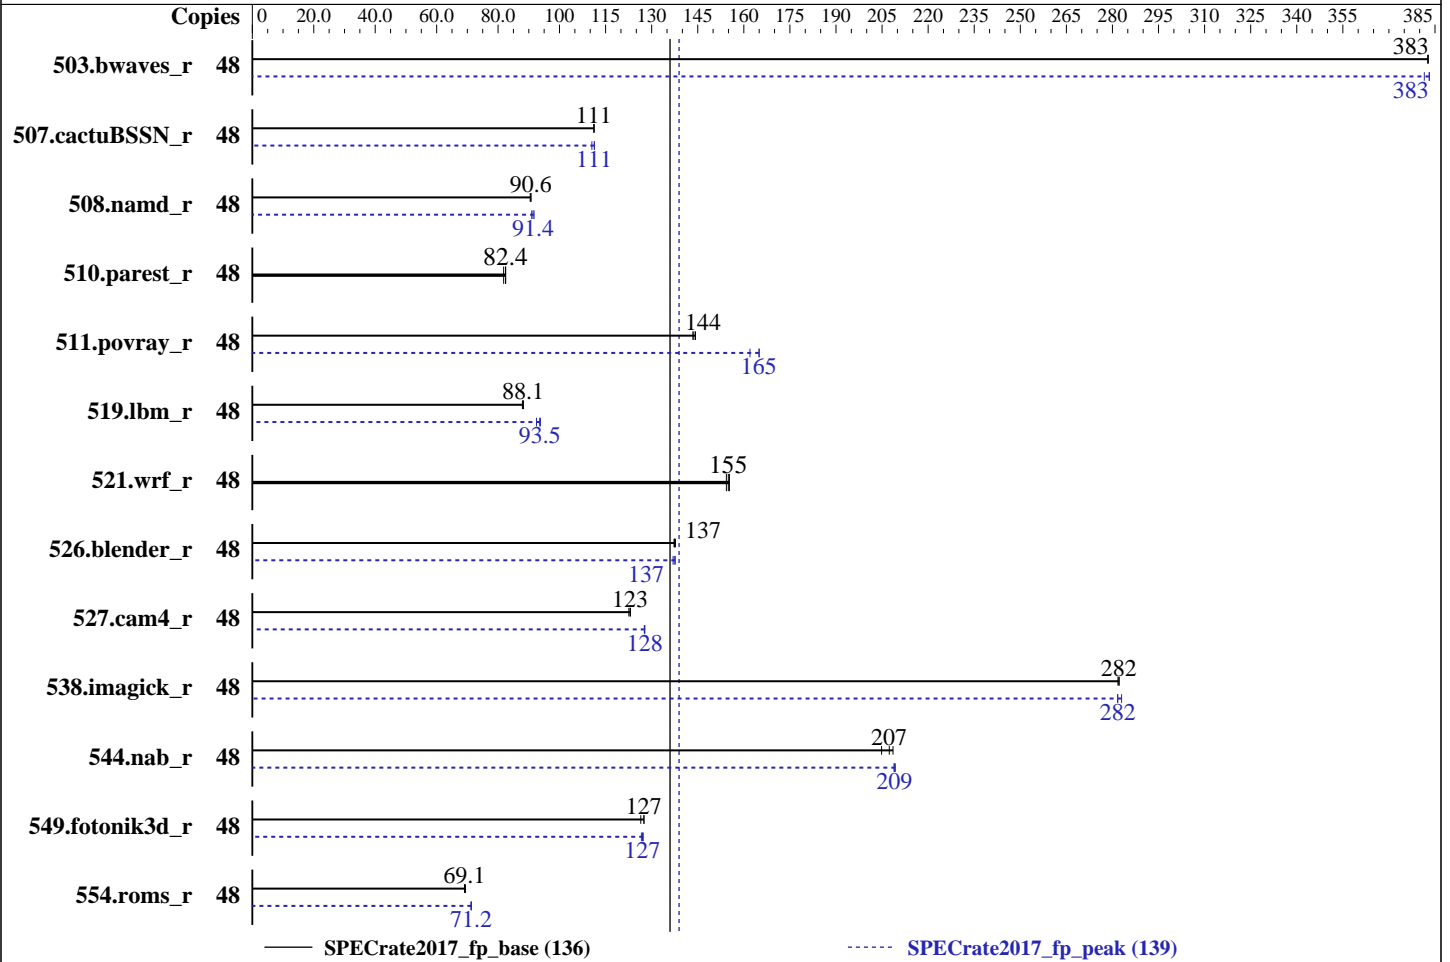 Copies 0 20.0 40.0 60.0 80.0 100 115 130 145 160 175 190 205 220 235 250 265 280 295 310 325 340 355 385
383
503.bwaves_r 48
383
111
507.cactuBSSN_r 48
111
90.6
508.namd_r 48
91.4
82.4
510.parest_r 48
144
511.povray_r 48
165
88.1
519.lbm_r 48
93.5
155
521.wrf_r 48
137
526.blender_r 48
137
123
527.cam4_r 48
128
282
538.imagick_r 48
282
207
544.nab_r 48
209
127
549.fotonik3d_r 48
127
69.1
554.roms_r 48
71.2
SPECrate2017_fp_base (136) SPECrate2017_fp_peak (139)